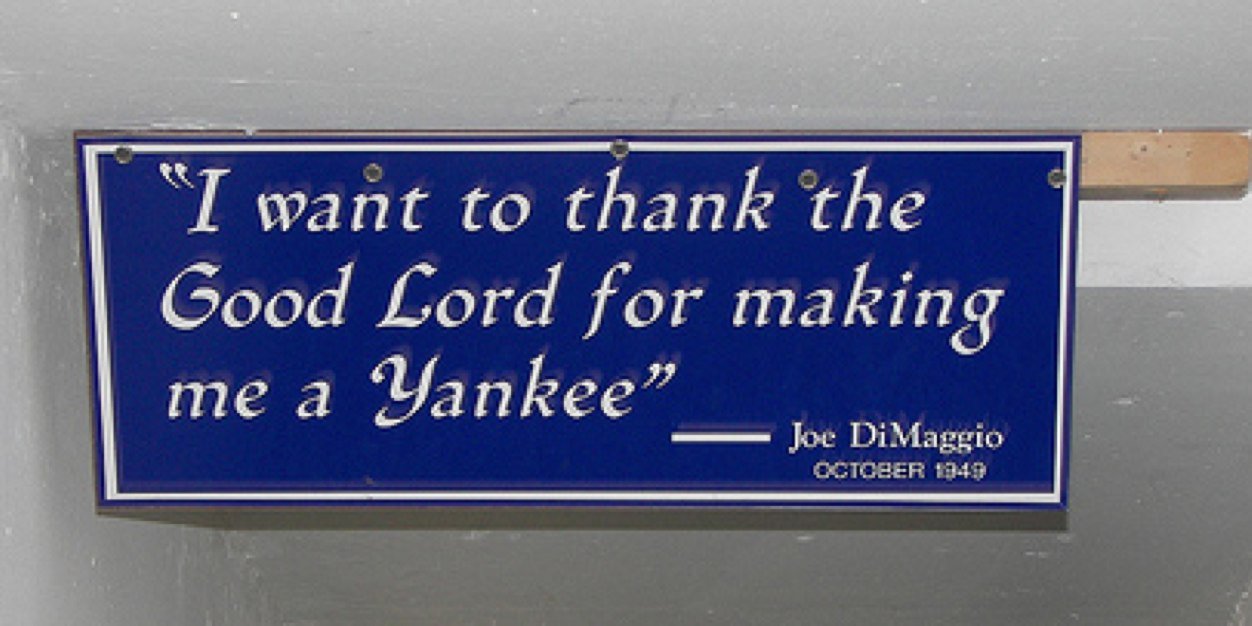 “I want to thank the
Good Lord for making
me a Yankee”
— Joe DiMaggio
OCTOBER 1949